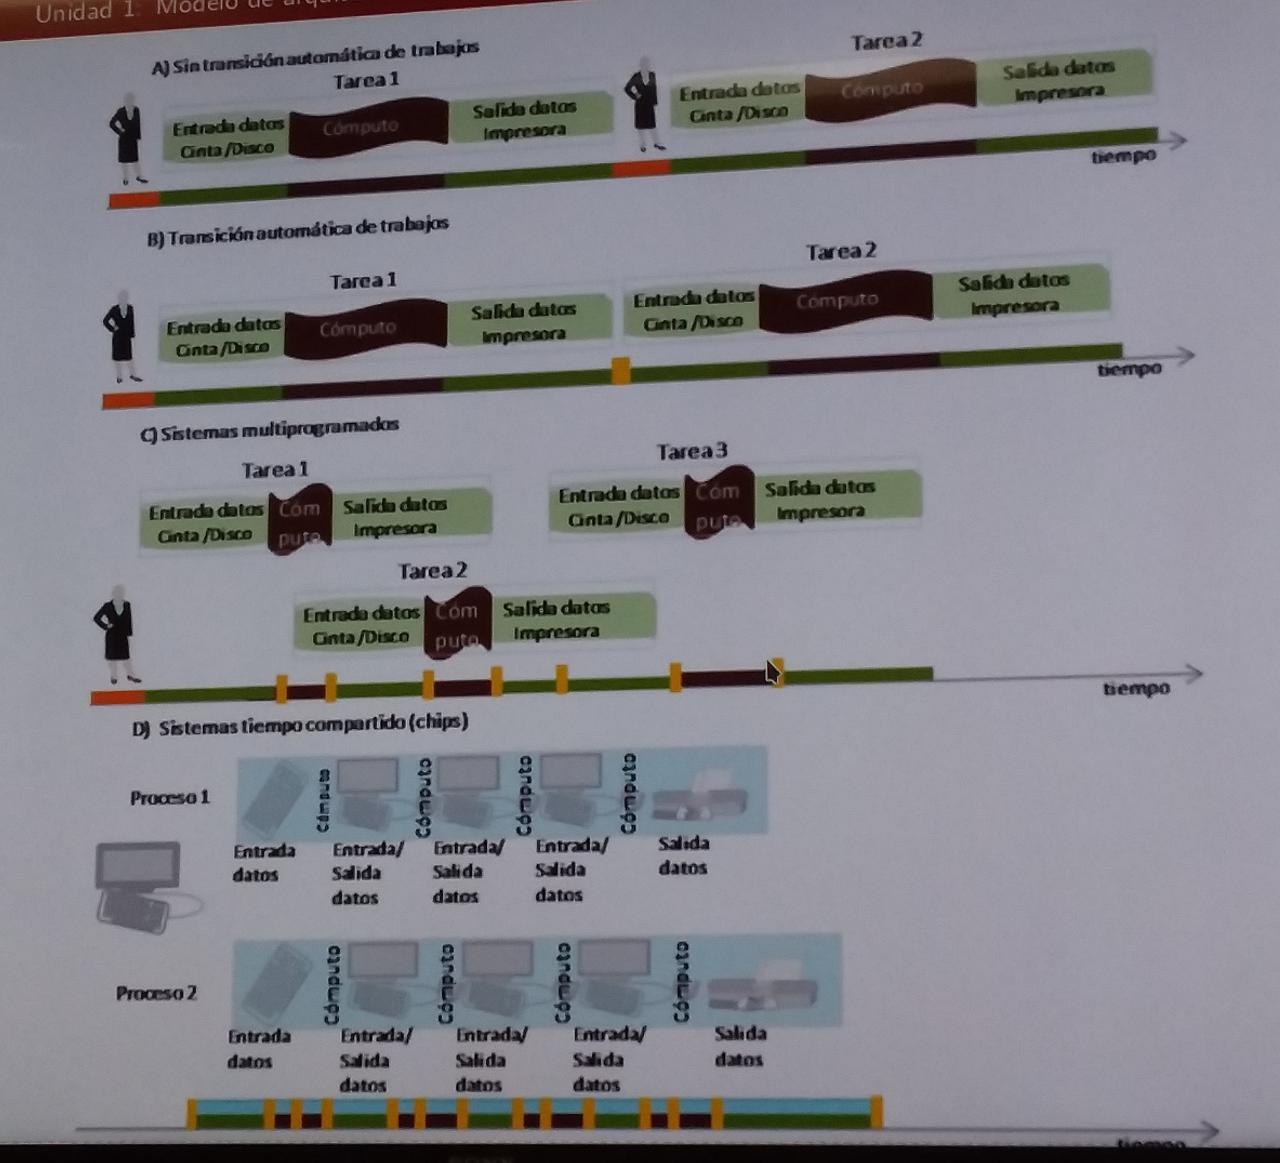 Unidad 1: Modelo de
A) Sin transición automática de trabajos
Tarea 1
Tarea 2
Entrada datos
Cinta /Disco
Cómputo
Salida datos
Impresora
Entrada datos
Cinta /Disco
Cómputo
Salida datos
Impresora
tiempo
B) Transición automática de trabajos
Tarea 1
Tarea 2
Entrada datos
Cinta /Disco
Cómputo
Salida datos
Impresora
Entrada datos
Cinta /Disco
Cómputo
Salida datos
Impresora
tiempo
C) Sistemas multiprogramados
Tarea 1
Tarea 3
Entrada datos
Cinta /Disco
Cóm
puto
Salida datos
Impresora
Entrada datos
Cinta /Disco
Cóm
puto
Salida datos
Impresora
Tarea 2
Entrada datos
Cinta /Disco
Cóm
puto
Salida datos
Impresora
tiempo
D) Sistemas tiempo compartido (chips)
Proceso 1
Cómputo
Cómputo
Cómputo
Cómputo
Entrada
datos
Entrada/
Salida
datos
Entrada/
Salida
datos
Entrada/
Salida
datos
Salida
datos
Proceso 2
Cómputo
Cómputo
Cómputo
Cómputo
Entrada
datos
Entrada/
Salida
datos
Entrada/
Salida
datos
Entrada/
Salida
datos
Salida
datos
tiempo